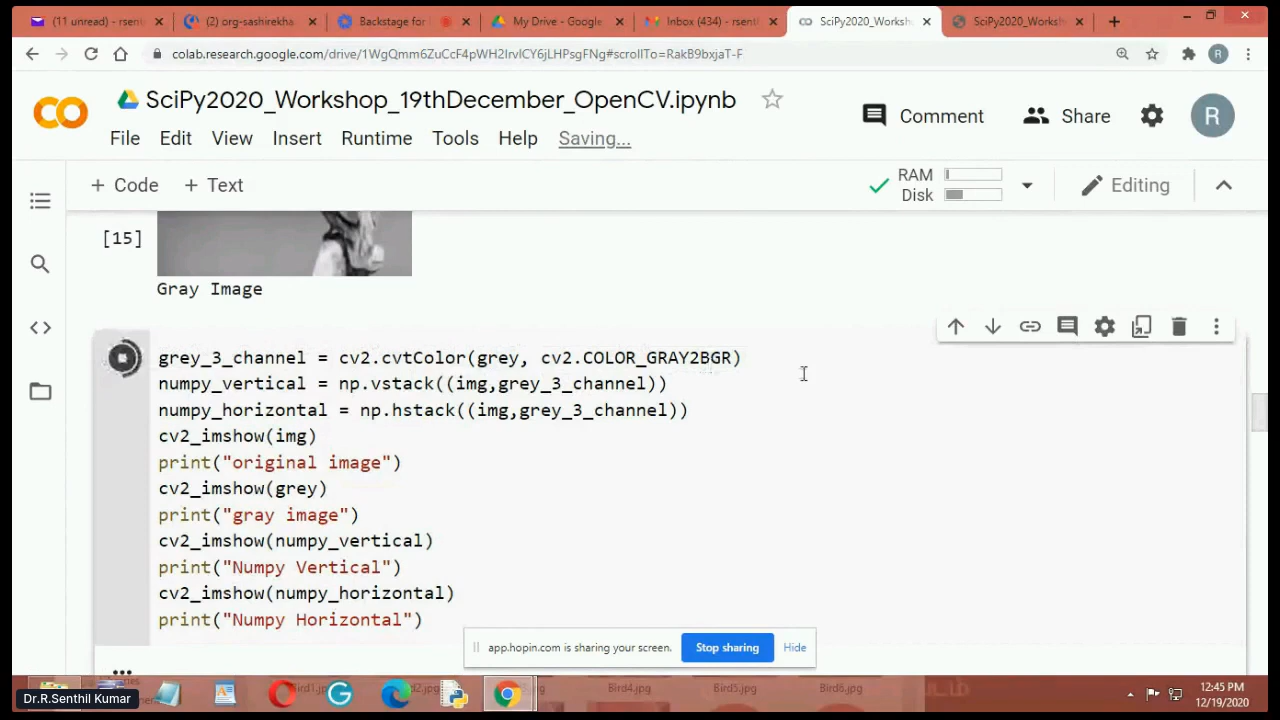 (11 unread) - rsent
(2) org-sashirekha
Backstage for
My Drive - Google
Inbox (434) - rsent
SciPy2020_Worksh
SciPy2020_Worksh
colab.research.google.com/drive/1WgQmm6ZuCcF4pWH2IrvlCY6jLHPsgFNg#scrollTo=RakB9bxjaT-F
R
SciPy2020_Workshop_19thDecember_OpenCV.ipynb
Comment
Share
R
File Edit View Insert Runtime Tools Help Saving...
+ Code + Text
RAM
Disk
Editing
[15]
Gray Image
grey_3_channel = cv2.cvtColor(grey, cv2.COLOR_GRAY2BGR)
numpy_vertical = np.vstack((img,grey_3_channel))
numpy_horizontal = np.hstack((img,grey_3_channel))
cv2_imshow(img)
print("original image")
cv2_imshow(grey)
print("gray image")
cv2_imshow(numpy_vertical)
print("Numpy Vertical")
cv2_imshow(numpy_horizontal)
print("Numpy Horizontal")
app.hopin.com is sharing your screen.
Stop sharing
Hide
Bird4.jpg
Bird5.jpg
Bird6.jpg
Dr.R.Senthil Kumar
12:45 PM
12/19/2020